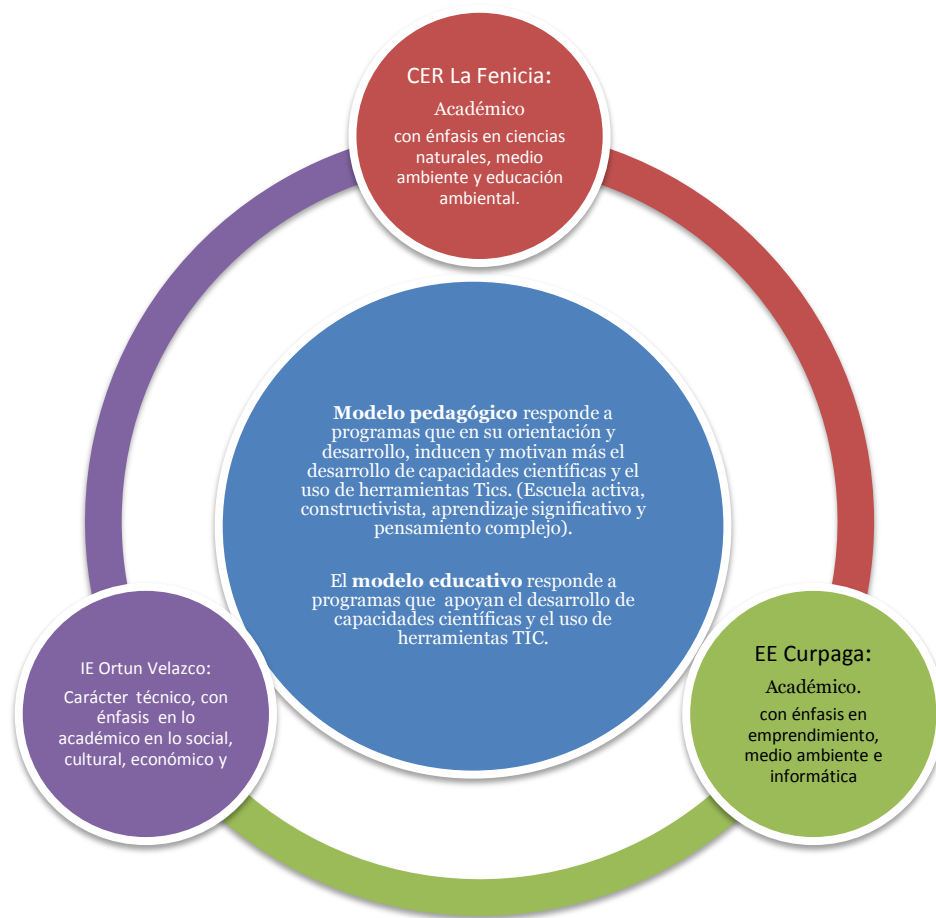 CER La Fenicia:
Académico
con énfasis en ciencias
naturales, medio
ambiente y educación
ambiental.
Modelo pedagógico responde a
programas que en su orientación y
desarrollo, inducen y motivan más el
desarrollo de capacidades científicas y el
uso de herramientas Tics. (Escuela activa,
constructivista, aprendizaje significativo y
pensamiento complejo).
El modelo educativo responde a
programas que  apoyan el desarrollo de
capacidades científicas y el uso de
herramientas TIC.
IE Ortun Velazco:
Carácter  técnico, con
énfasis  en lo
académico en lo social,
cultural, económico y
EE Curpaga:
Académico.
con énfasis en
emprendimiento,
medio ambiente e
informática